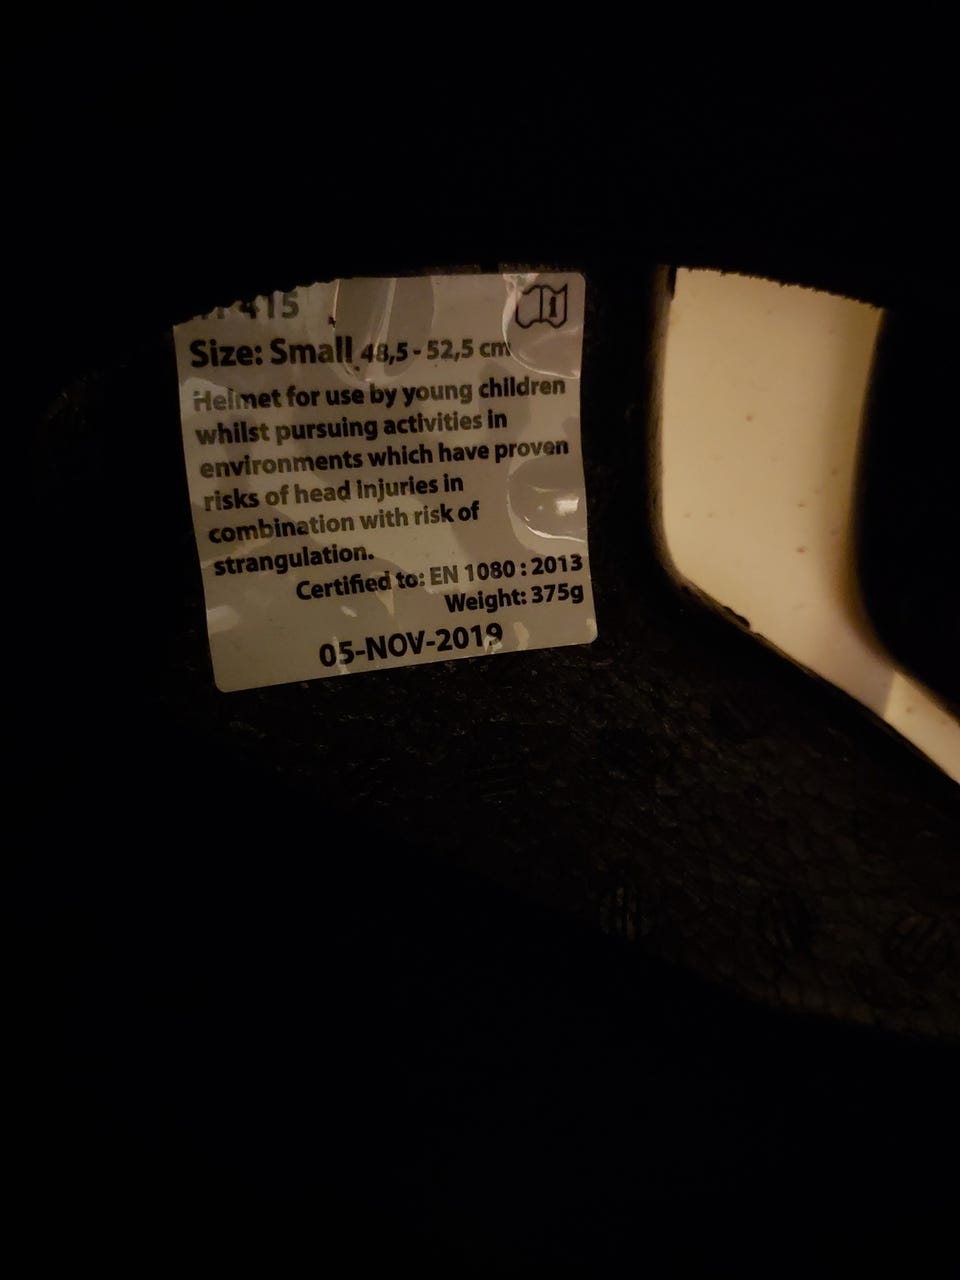 415
Size: Small 48,5 - 52,5 cm
Helmet for use by young children
whilst pursuing activities in
environments which have proven
risks of head injuries in
combination with risk of
strangulation.
Certified to: EN 1080 : 2013
Weight: 375g
05-NOV-2019